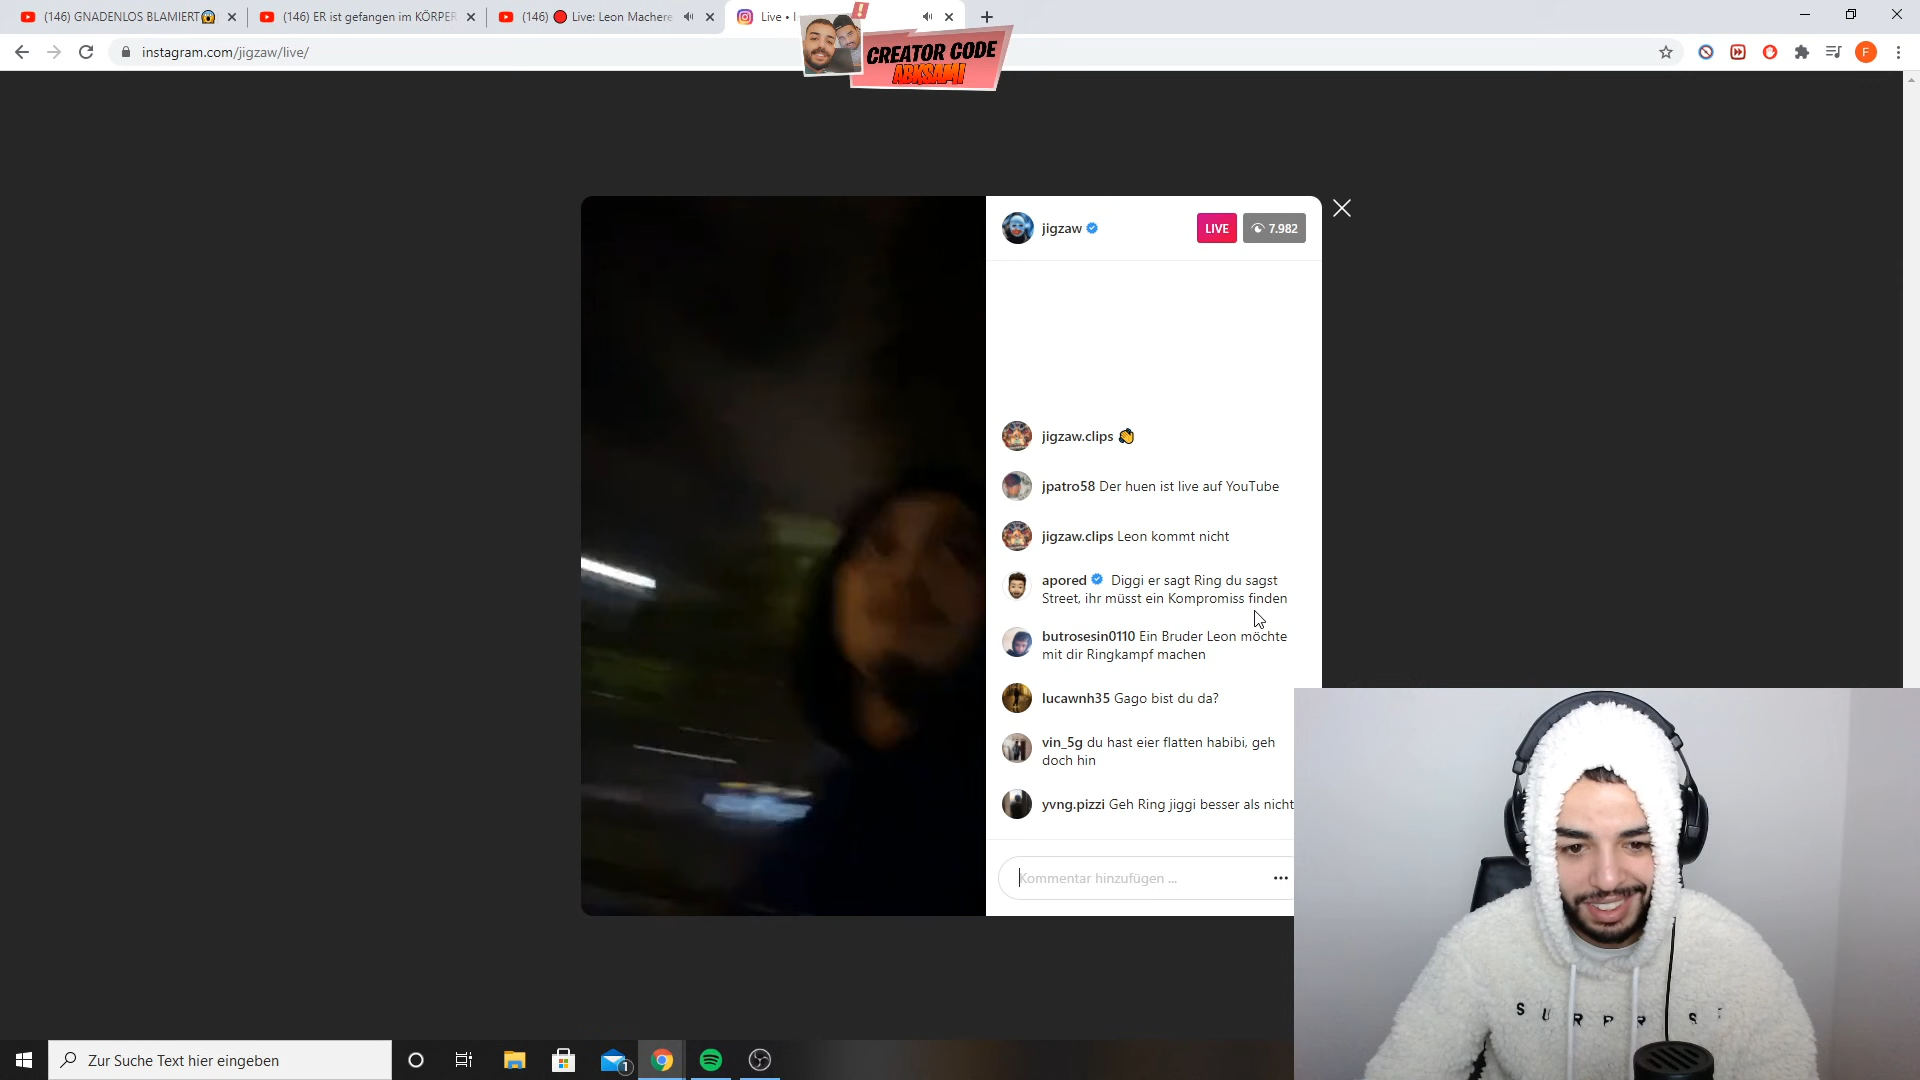 (146) GNADENLOS BLAMIERT😱
(146) ER ist gefangen im KÖRPER
(146) 🔴 Live: Leon Machere
Live •
instagram.com/jigzaw/live/
F
!
CREATOR CODE
ABKSAMI
jigzaw
LIVE
7.982
jigzaw.clips 👏
jpatro58 Der huen ist live auf YouTube
jigzaw.clips Leon kommt nicht
apored Diggi er sagt Ring du sagst
Street, ihr müsst ein Kompromiss finden
butrosesin0110 Ein Bruder Leon möchte
mit dir Ringkampf machen
lucawnh35 Gago bist du da?
vin_5g du hast eier flatten habibi, geh
doch hin
yvng.pizzi Geh Ring jiggi besser als nicht
Kommentar hinzufügen ...
Zur Suche Text hier eingeben
1